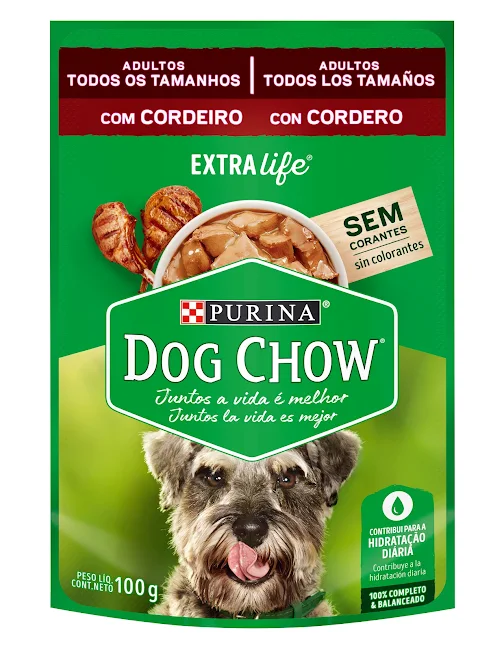 ADULTOS
TODOS OS TAMANHOS
ADULTOS
TODOS LOS TAMAÑOS
COM CORDEIRO
CON CORDERO
EXTRA life®
SEM
CORANTES
sin colorantes
PURINA®
DOG CHOW®
Juntos a vida é melhor
Juntos la vida es mejor
CONTRIBUI PARA A
HIDRATAÇÃO
DIÁRIA
Contribuye a la
hidratación diaria
100% COMPLETO
& BALANCEADO
PESO LÍQ.
CONT. NETO 100g